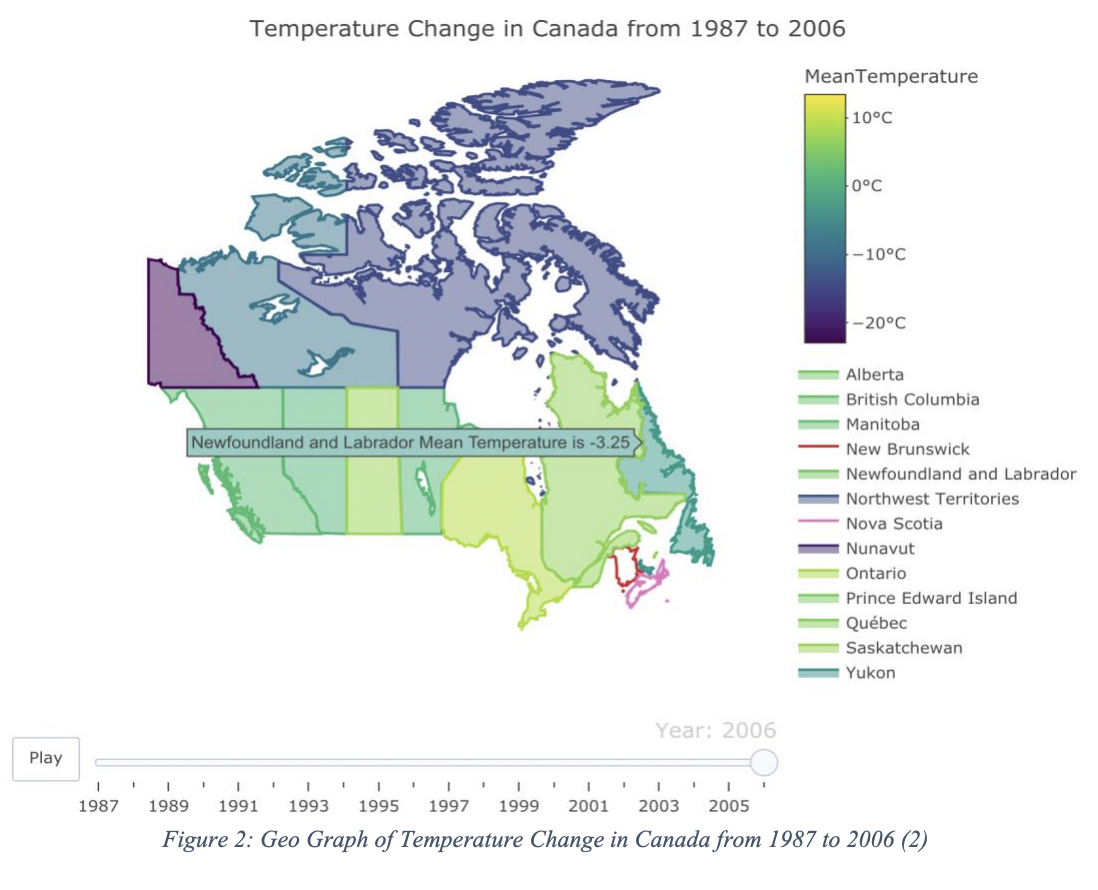 Temperature Change in Canada from 1987 to 2006
MeanTemperature
10°C
0°C
−10°C
−20°C
Alberta
British Columbia
Manitoba
New Brunswick
Newfoundland and Labrador
Northwest Territories
Nova Scotia
Nunavut
Ontario
Prince Edward Island
Québec
Saskatchewan
Yukon
Newfoundland and Labrador Mean Temperature is -3.25
Year: 2006
Play
1987 1989 1991 1993 1995 1997 1999 2001 2003 2005
Figure 2: Geo Graph of Temperature Change in Canada from 1987 to 2006 (2)